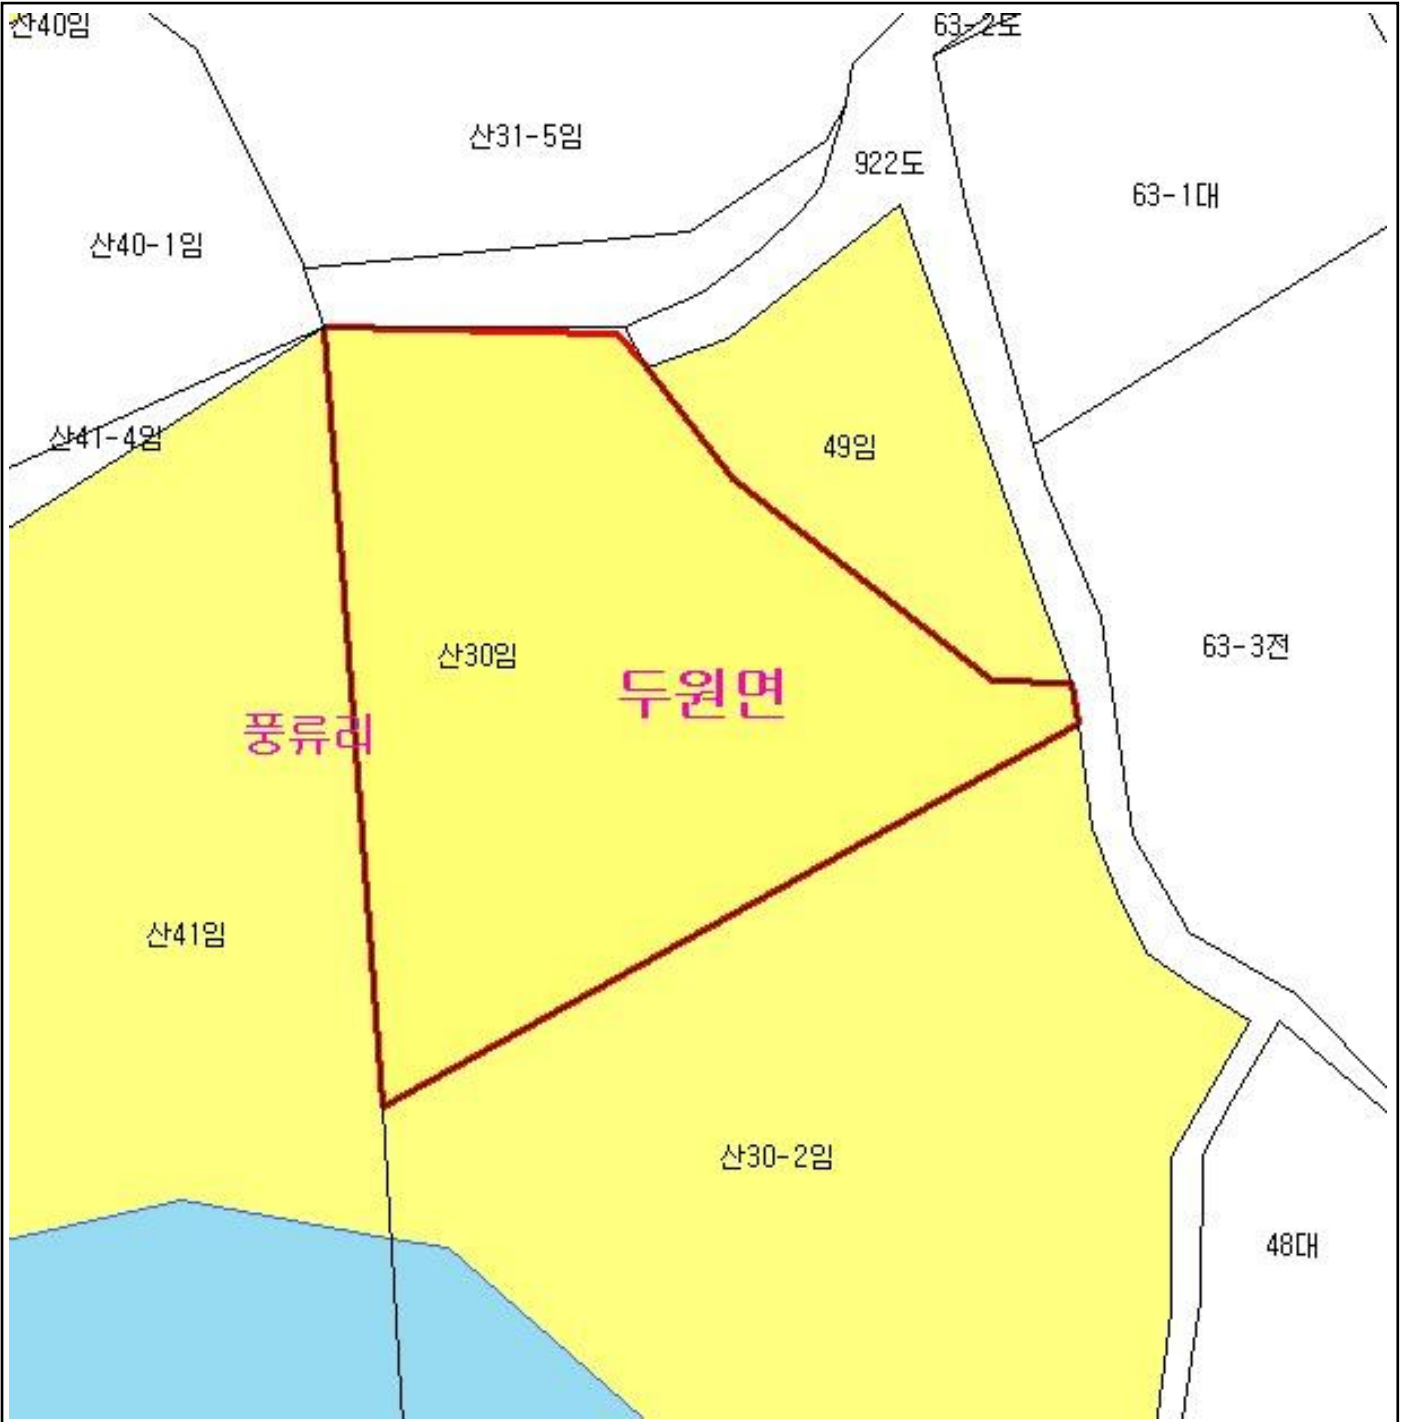 산40임
63-2도
산31-5임
922도
63-1대
산40-1임
산41-4임
49임
63-3전
산30임
두원면
풍류리
산41임
산30-2임
48대